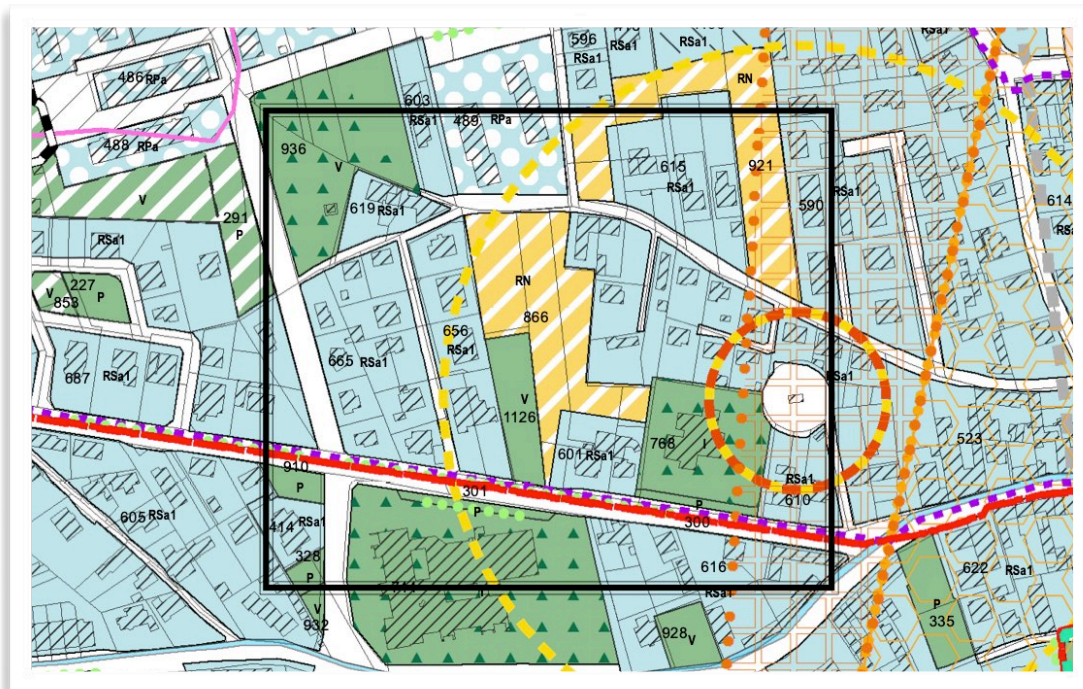 596
RSa1
RSa1
RN
486 RPa
603
RSa1
489
RPa
488 RPa
936
V
615
RSa1
921
RSa1
590
614
RSa
V
291
P
619
RSa1
RSa1
RN
866
227
V
P
853
656
RSa1
665
RSa1
687
RSa1
RSa1
V
1126
768
I
523
RSa1
601
RSa1
910
P
301
P
P
300
RSa1
610
605
RSa1
414
RSa1
328
P
V
932
I
616
RSa1
622
RSa1
P
335
928
V